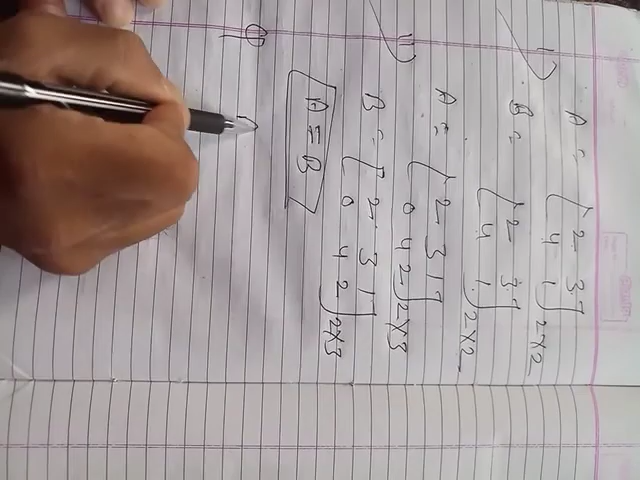 i) A = [2 3
4 1] 2×2
B = [2 3
4 1] 2×2
ii) A = [2 3 1
0 4 2] 2×3
B = [2 3 1
0 4 2] 2×3
A = B